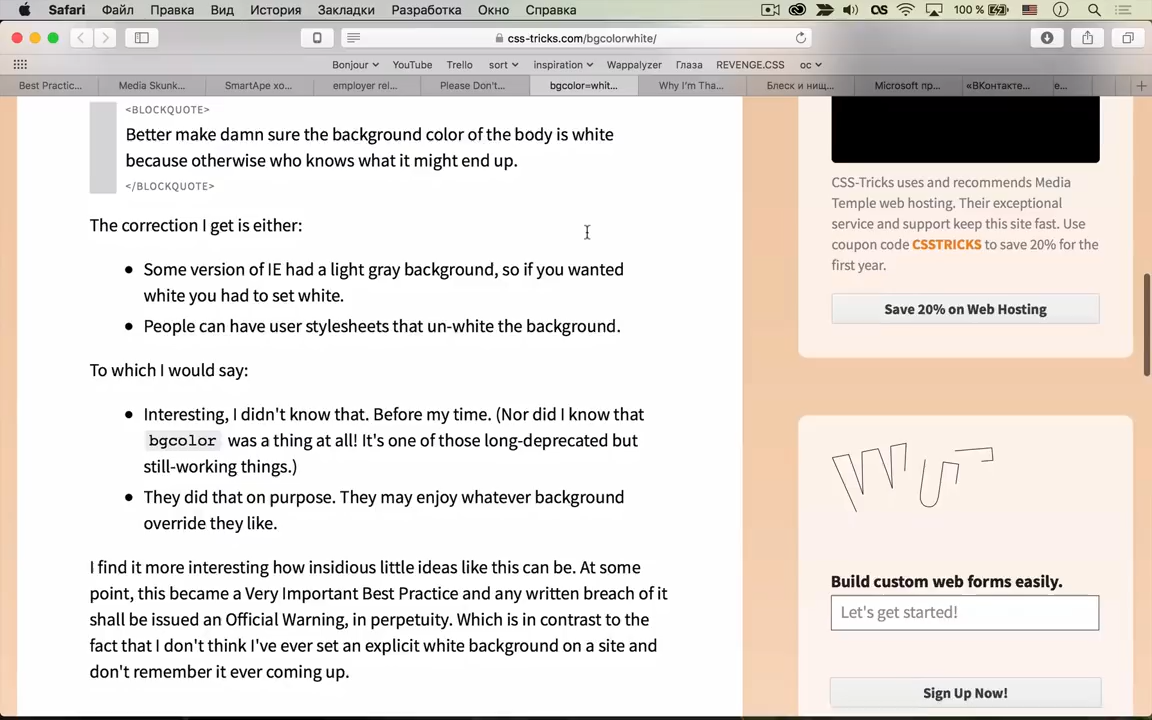 Safari Файл Правка Вид История Закладки Разработка Окно Справка 100 %
css-tricks.com/bgcolorwhite/
Bonjour YouTube Trello sort inspiration Wappalyzer Глаза REVENGE.CSS ос
Best Practic... Media Skunk... SmartApe хо... employer rel... Please Don't... bgcolor=whit... Why I'm Tha... Блеск и нищ... Microsoft пр... «ВКонтакте... е...
<BLOCKQUOTE>
Better make damn sure the background color of the body is white
because otherwise who knows what it might end up.
</BLOCKQUOTE>
The correction I get is either:
Some version of IE had a light gray background, so if you wanted
white you had to set white.
People can have user stylesheets that un-white the background.
To which I would say:
Interesting, I didn't know that. Before my time. (Nor did I know that
bgcolor was a thing at all! It's one of those long-deprecated but
still-working things.)
They did that on purpose. They may enjoy whatever background
override they like.
I find it more interesting how insidious little ideas like this can be. At some
point, this became a Very Important Best Practice and any written breach of it
shall be issued an Official Warning, in perpetuity. Which is in contrast to the
fact that I don't think I've ever set an explicit white background on a site and
don't remember it ever coming up.
CSS-Tricks uses and recommends Media
Temple web hosting. Their exceptional
service and support keep this site fast. Use
coupon code CSSTRICKS to save 20% for the
first year.
Save 20% on Web Hosting
Build custom web forms easily.
Let's get started!
Sign Up Now!